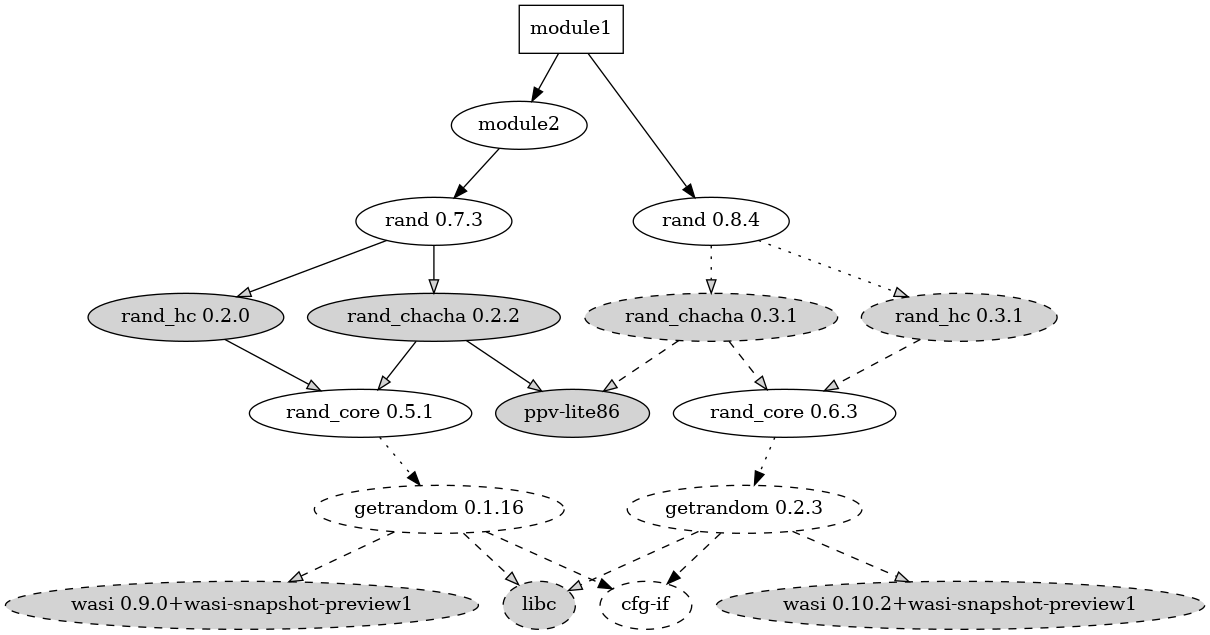 module1
module2
rand 0.7.3
rand 0.8.4
rand_hc 0.2.0
rand_chacha 0.2.2
rand_chacha 0.3.1
rand_hc 0.3.1
rand_core 0.5.1
ppv-lite86
rand_core 0.6.3
getrandom 0.1.16
getrandom 0.2.3
wasi 0.9.0+wasi-snapshot-preview1
libc
cfg-if
wasi 0.10.2+wasi-snapshot-preview1